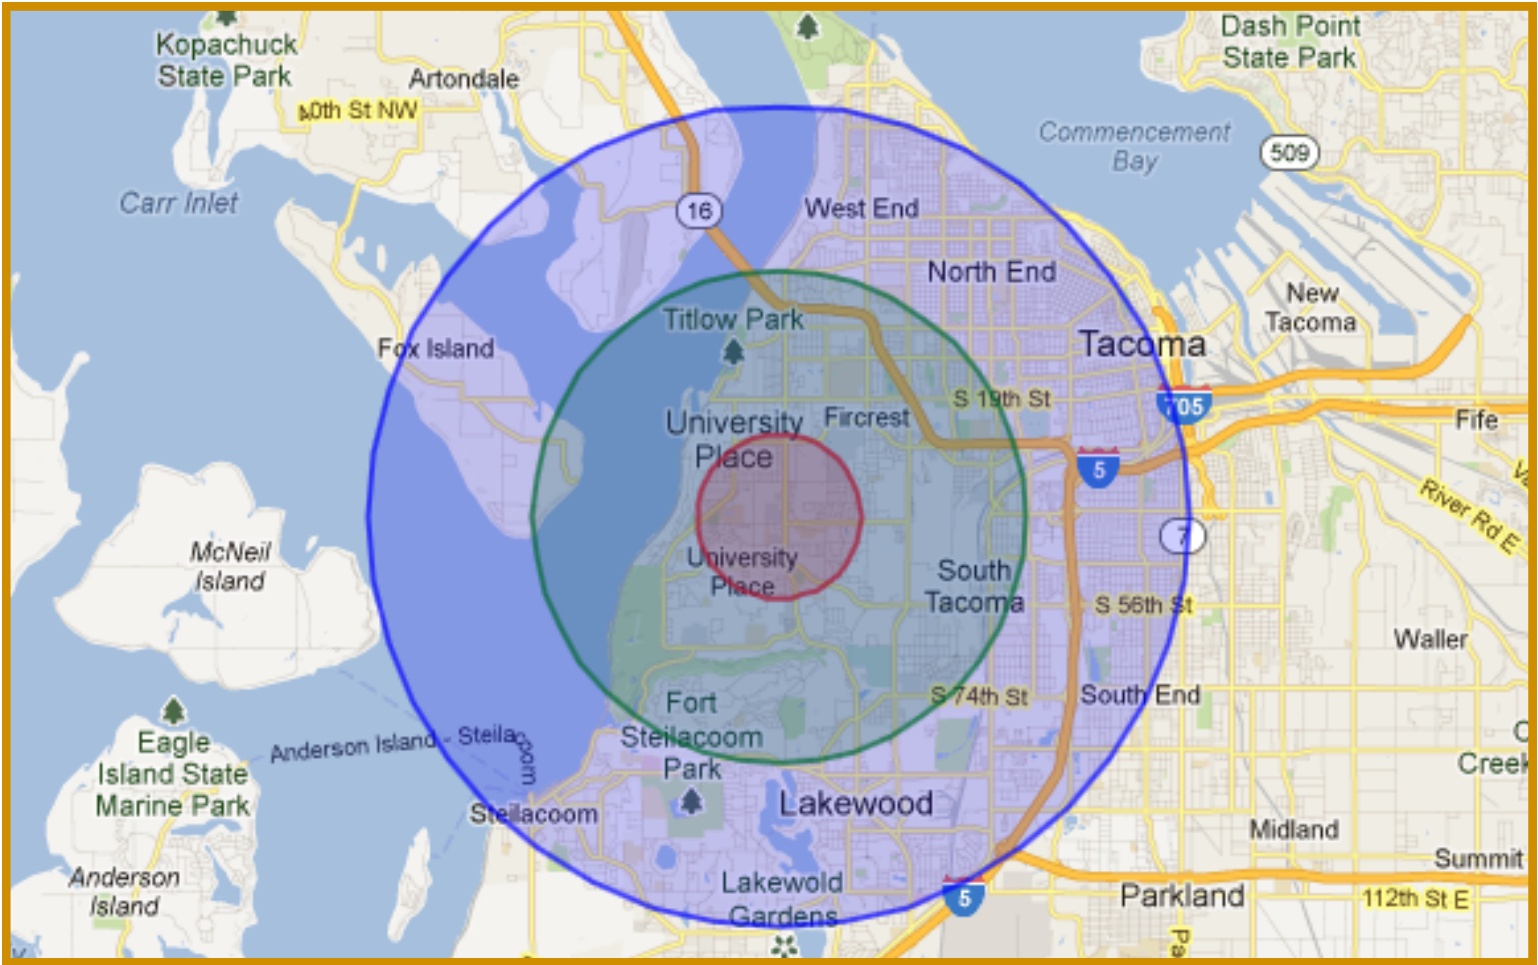 Kopachuck
State Park
Artondale
40th St NW
Carr Inlet
Dash Point
State Park
Commencement
Bay
509
16
West End
North End
New
Tacoma
Titlow Park
Tacoma
Fox Island
S 19th St
705
University
Place
Fircrest
Fife
5
River Rd E
7
McNeil
Island
University
Place
South
Tacoma
S 56th St
Waller
S 74th St
South End
Fort
Steilacoom
Park
Eagle
Island State
Marine Park
Anderson Island - Steilacoom
Creek
Steilacoom
Lakewood
Midland
Summit
Anderson
Island
Lakewold
Gardens
5
Parkland
112th St E
Pa